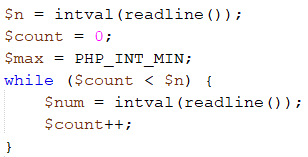 $n = intval(readline());
$count = 0;
$max = PHP_INT_MIN;
while ($count < $n) {
    $num = intval(readline());
    $count++;
}